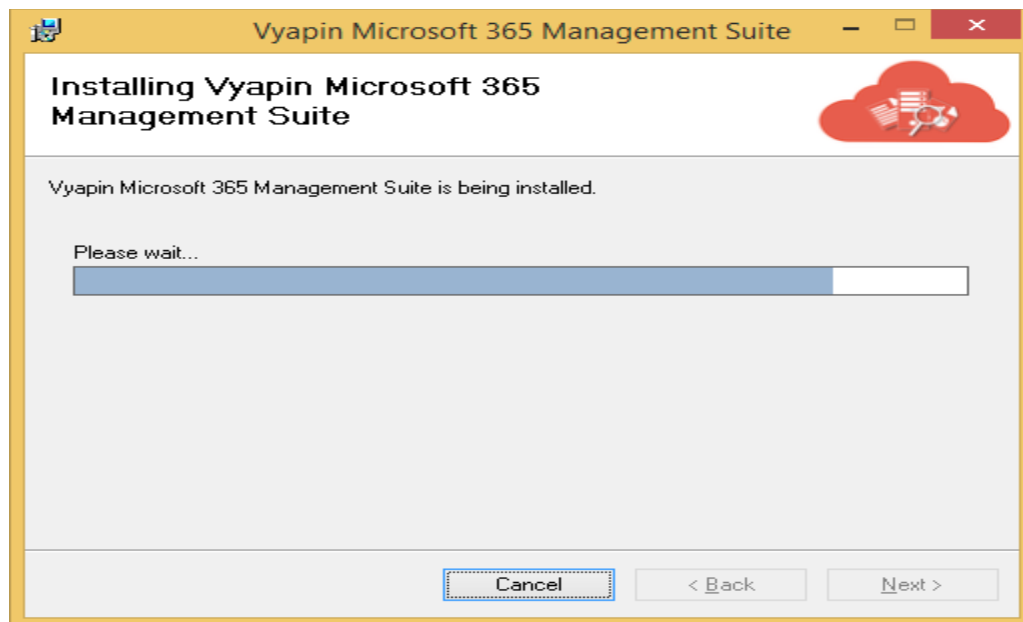 Vyapin Microsoft 365 Management Suite
Installing Vyapin Microsoft 365
Management Suite
Vyapin Microsoft 365 Management Suite is being installed.
Please wait...
Cancel
< Back
Next >